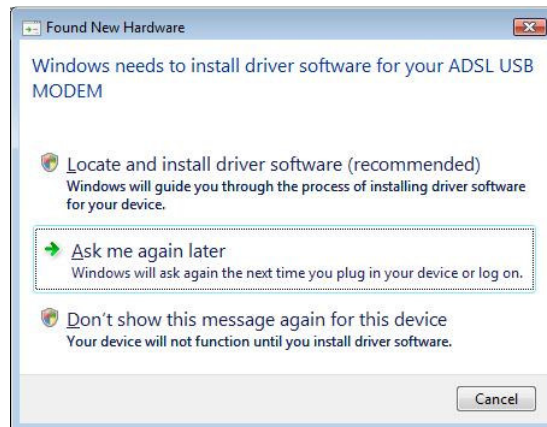 Found New Hardware
Windows needs to install driver software for your ADSL USB
MODEM
Locate and install driver software (recommended)
Windows will guide you through the process of installing driver software
for your device.
Ask me again later
Windows will ask again the next time you plug in your device or log on.
Don't show this message again for this device
Your device will not function until you install driver software.
Cancel